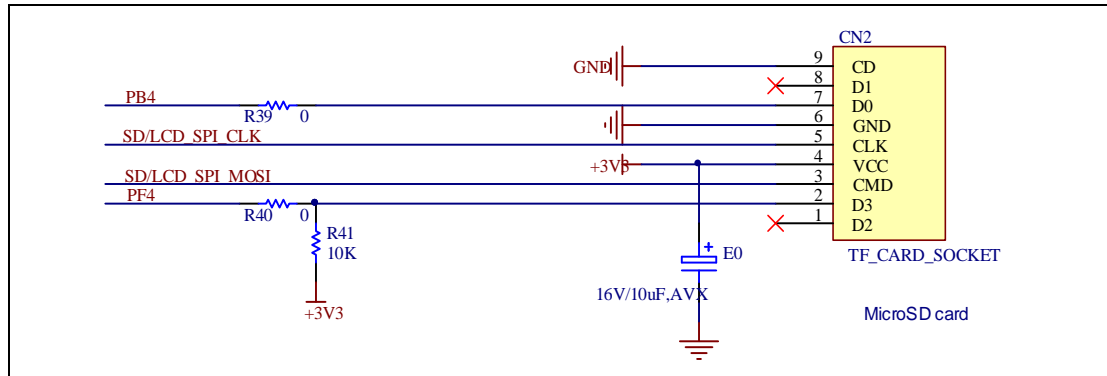 CN2
GND
9
CD
8
D1
PB4
7
D0
R39
0
6
GND
SD/LCD_SPI_CLK
5
CLK
+3V3
4
VCC
SD/LCD_SPI_MOSI
3
CMD
PF4
2
D3
R40
0
1
D2
R41
10K
+
E0
TF_CARD_SOCKET
16V/10uF,AVX
+3V3
MicroSD card